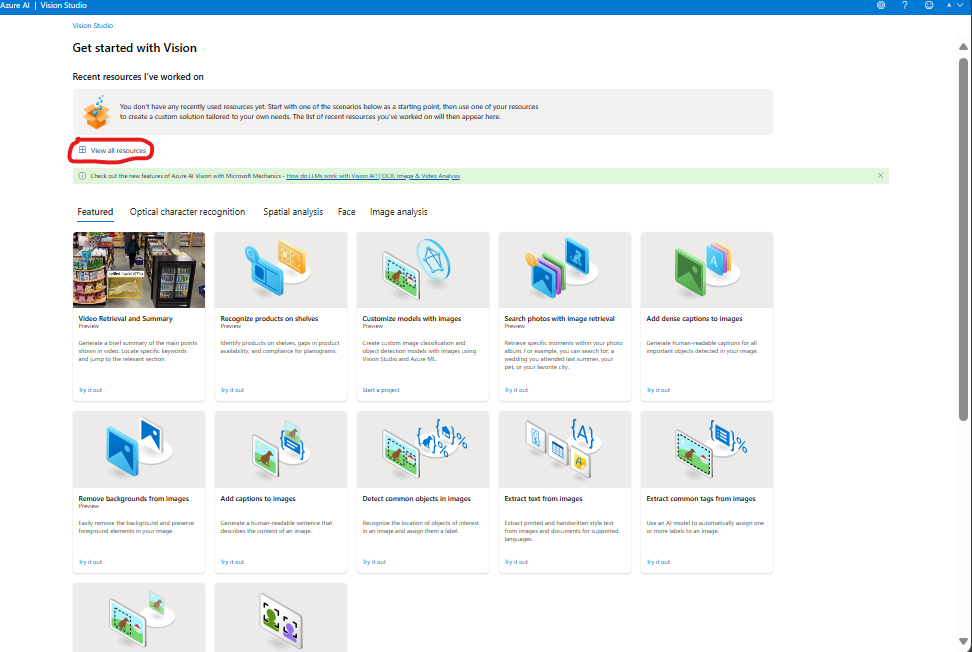 Azure AI | Vision Studio
Vision Studio
Get started with Vision
Recent resources I've worked on
You don't have any recently used resources yet. Start with one of the scenarios below as a starting point, then use one of your resources
to create a custom solution tailored to your own needs. The list of recent resources you've worked on will then appear here.
View all resources
Check out the new features of Azure AI Vision with Microsoft Mechanics - How do LLMs work with Vision AI? | OCR, Image & Video Analysis
Featured Optical character recognition Spatial analysis Face Image analysis
Video Retrieval and Summary
Preview
Generate a brief summary of the main points
shown in video. Locate specific keywords
and jump to the relevant section.
Try it out
Recognize products on shelves
Preview
Identify products on shelves, gaps in product
availability, and compliance for planograms.
Try it out
Customize models with images
Preview
Create custom image classification and
object detection models with images using
Vision Studio and Azure ML.
Start a project
Search photos with image retrieval
Preview
Retrieve specific moments within your photo
album. For example, you can search for: a
wedding you attended last summer, your
pet, or your favorite city.
Try it out
Add dense captions to images
Generate human-readable captions for all
important objects detected in your image.
Try it out
Remove backgrounds from images
Preview
Easily remove the background and preserve
foreground elements in your image.
Try it out
Add captions to images
Generate a human-readable sentence that
describes the content of an image.
Try it out
Detect common objects in images
Recognize the location of objects of interest
in an image and assign them a label.
Try it out
Extract text from images
Extract printed and handwritten style text
from images and documents for supported
languages.
Try it out
Extract common tags from images
Use an AI model to automatically assign one
or more labels to an image.
Try it out